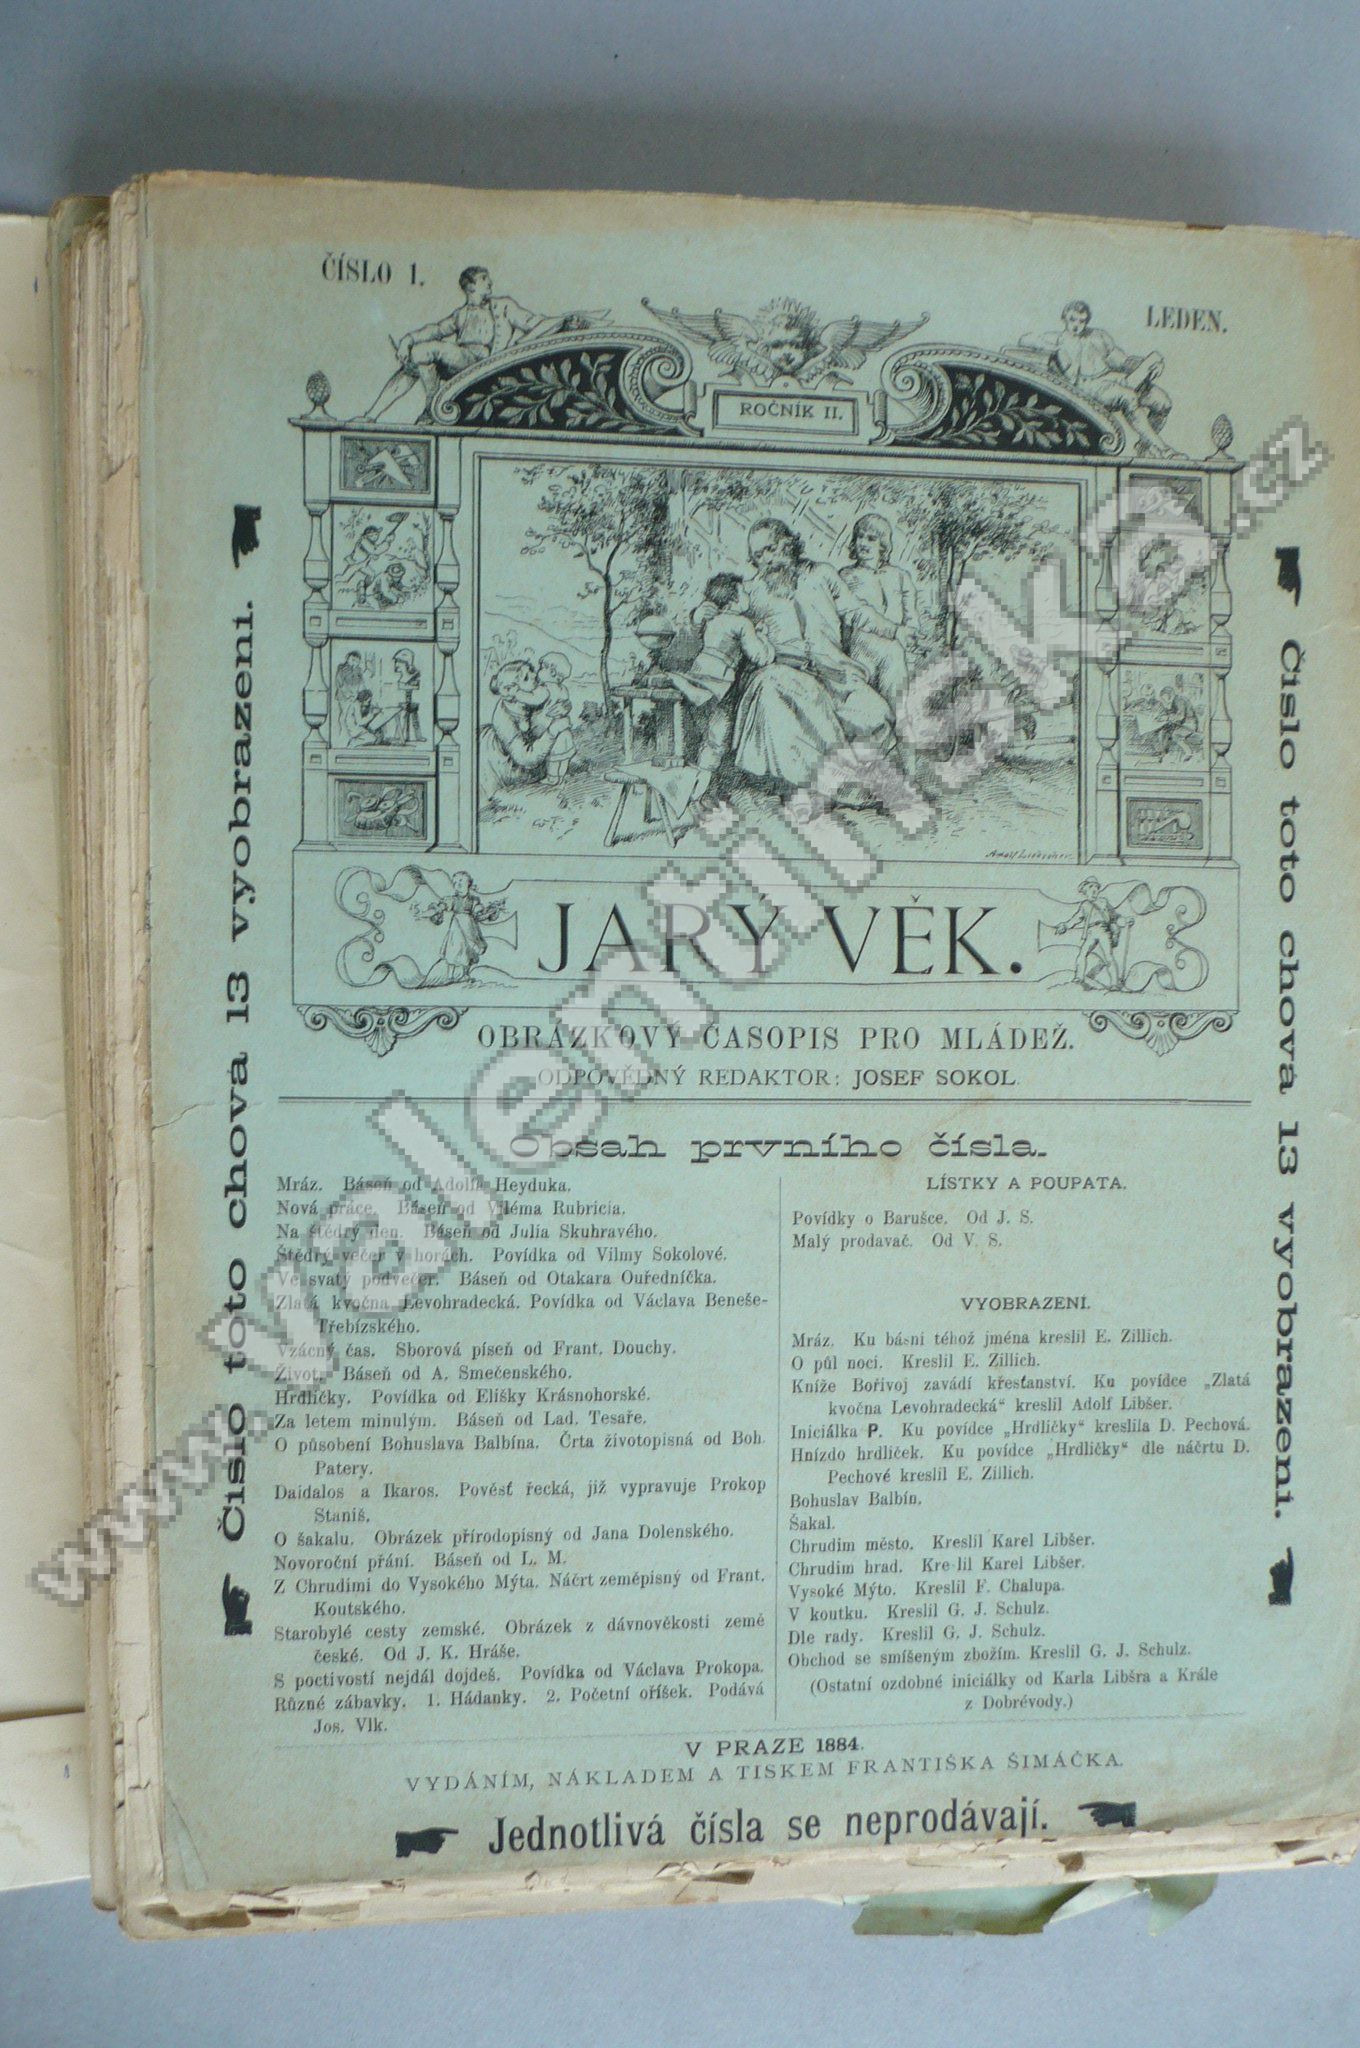 ČÍSLO 1.
LEDEN.
ROČNÍK II.
JARÝ VĚK.
OBRÁZKOVÝ ČASOPIS PRO MLÁDEŽ.
ODPOVĚDNÝ REDAKTOR: JOSEF SOKOL.
Číslo toto chová 13 vyobrazení.
Číslo toto chová 13 vyobrazení.
Obsah prvního čísla.
Mráz. Báseň od Adolfa Heyduka.
Nová práce. Báseň od Viléma Rubricia.
Na štědrý den. Báseň od Julia Skuhravého.
Štědrý večer v horách. Povídka od Vilmy Sokolové.
Ve svatý podvečer. Báseň od Otakara Ouředníčka.
Zlatá kvočna Levohradecká. Povídka od Václava Beneše-
Třebízského.
Vzácný čas. Sborová píseň od Frant. Douchy.
Život. Báseň od A. Smečenského.
Hrdličky. Povídka od Elišky Krásnohorské.
Za letem minulým. Báseň od Lad. Tesaře.
O působení Bohuslava Balbína. Črta životopisná od Boh.
Patery.
Daidalos a Ikaros. Pověsť řecká, již vypravuje Prokop
Staniš.
O šakalu. Obrázek přírodopisný od Jana Dolenského.
Novoroční přání. Báseň od L. M.
Z Chrudimi do Vysokého Mýta. Náčrt zeměpisný od Frant.
Koutského.
Starobylé cesty zemské. Obrázek z dávnověkosti země
české. Od J. K. Hráše.
S poctivostí nejdál dojdeš. Povídka od Václava Prokopa.
Různé zábavky. 1. Hádanky. 2. Početní oříšek. Podává
Jos. Vlk.
LÍSTKY A POUPATA.
Povídky o Barušce. Od J. S.
Malý prodavač. Od V. S.
VYOBRAZENÍ.
Mráz. Ku básni téhož jména kreslil E. Zillich.
O půl noci. Kreslil E. Zillich.
Kníže Bořivoj zavádí křesťanství. Ku povídce „Zlatá
kvočna Levohradecká“ kreslil Adolf Libšer.
Iniciálka P. Ku povídce „Hrdličky“ kreslila D. Pechová.
Hnízdo hrdliček. Ku povídce „Hrdličky“ dle náčrtu D.
Pechové kreslil E. Zillich.
Bohuslav Balbín.
Šakal.
Chrudim město. Kreslil Karel Libšer.
Chrudim hrad. Kre lil Karel Libšer.
Vysoké Mýto. Kreslil F. Chalupa.
V koutku. Kreslil G. J. Schulz.
Dle rady. Kreslil G. J. Schulz.
Obchod se smíšeným zbožím. Kreslil G. J. Schulz.
(Ostatní ozdobné iniciálky od Karla Libšra a Krále
z Dobrévody.)
V PRAZE 1884.
VYDÁNÍM, NÁKLADEM A TISKEM FRANTIŠKA ŠIMÁČKA.
Jednotlivá čísla se neprodávají.
www.valentinska.cz